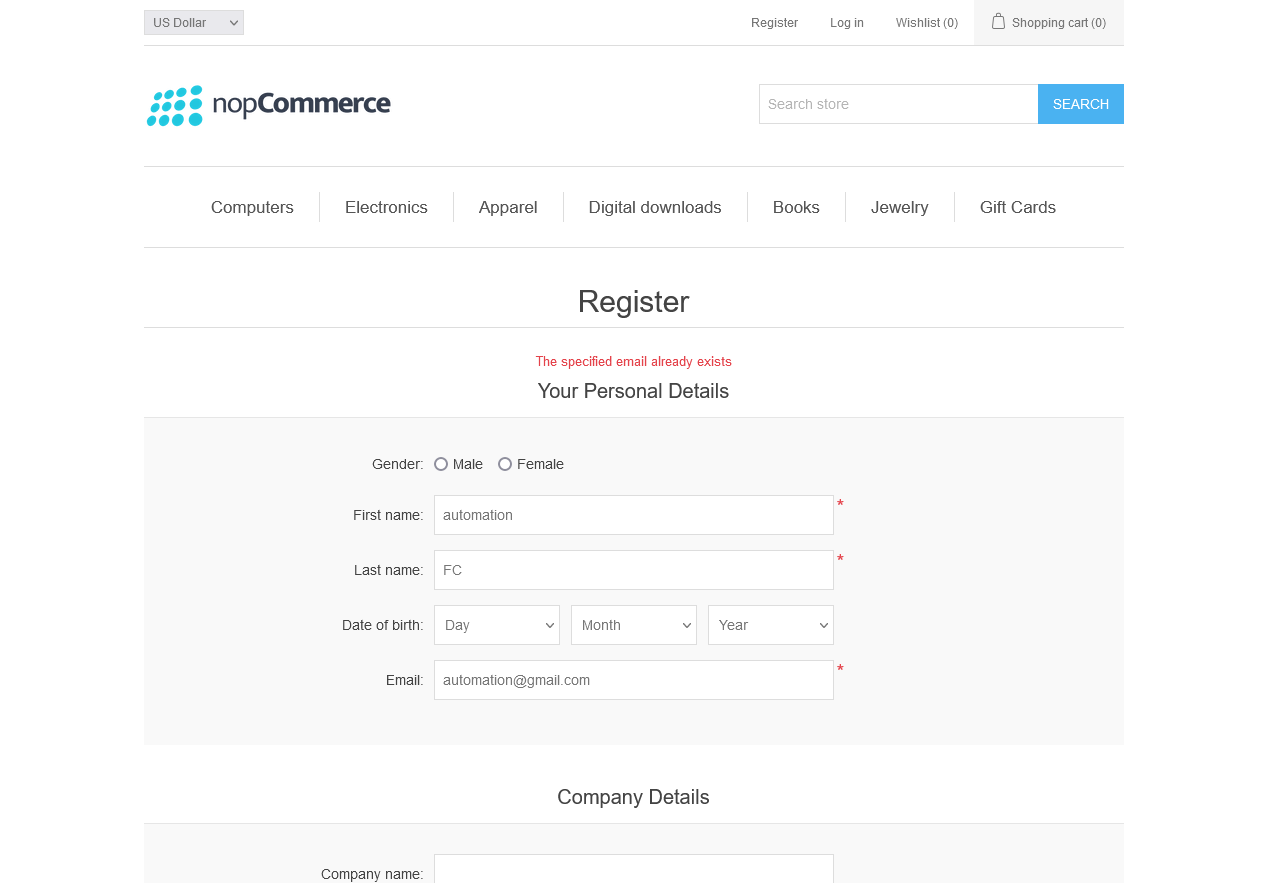 US Dollar Register Log in Wishlist (0) Shopping cart (0)
nopCommerce Search store SEARCH
Computers Electronics Apparel Digital downloads Books Jewelry Gift Cards
Register
The specified email already exists
Your Personal Details
Gender: Male Female
First name: automation *
Last name: FC *
Date of birth: Day Month Year
Email: automation@gmail.com *
Company Details
Company name: